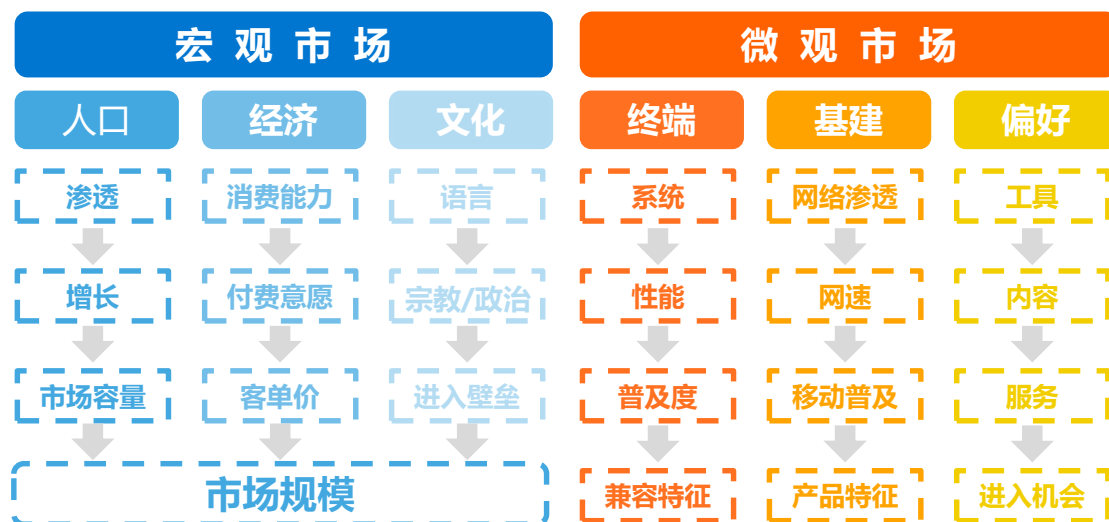 宏观市场 微观市场
人口 经济 文化 终端 基建 偏好
渗透 消费能力 语言 系统 网络渗透 工具
增长 付费意愿 宗教/政治 性能 网速 内容
市场容量 客单价 进入壁垒 普及度 移动普及 服务
市场规模 兼容特征 产品特征 进入机会